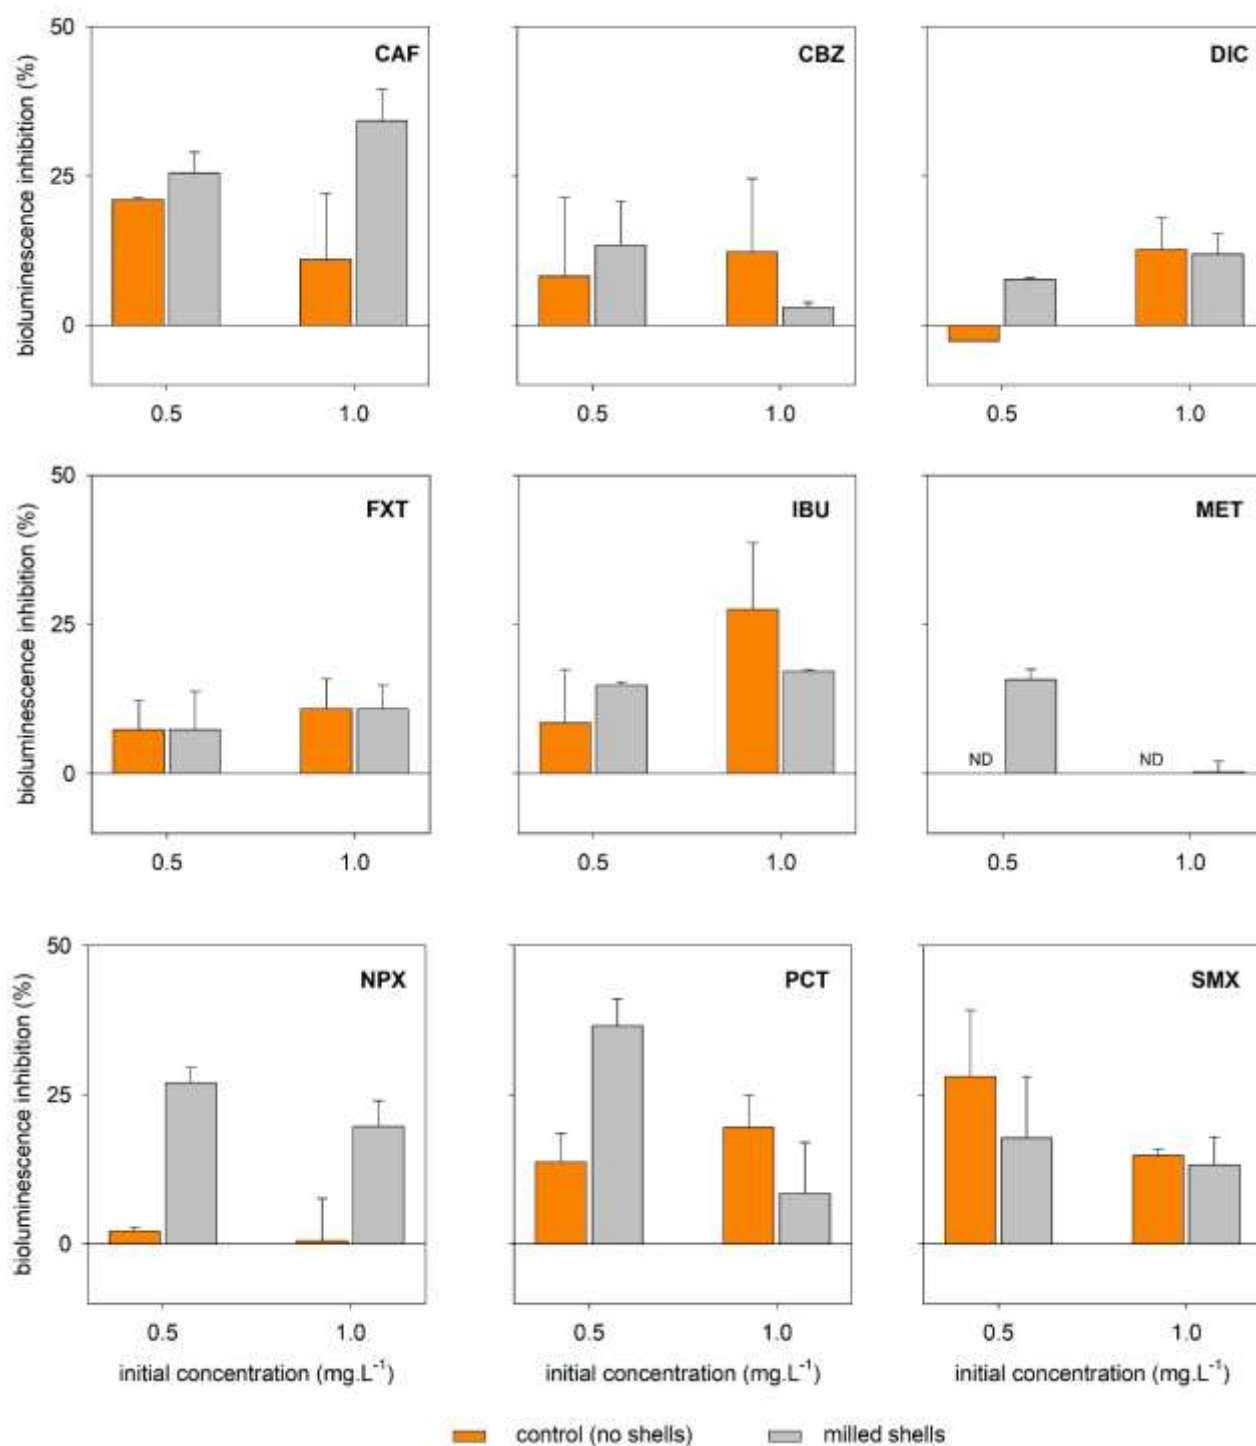 50
25
0
bioluminescence inhibition (%)
CAF
0.5 1.0
CBZ
0.5 1.0
DIC
0.5 1.0
50
25
0
bioluminescence inhibition (%)
FXT
0.5 1.0
IBU
0.5 1.0
MET
ND ND
0.5 1.0
50
25
0
bioluminescence inhibition (%)
NPX
0.5 1.0
initial concentration (mg.L⁻¹)
PCT
0.5 1.0
initial concentration (mg.L⁻¹)
SMX
0.5 1.0
initial concentration (mg.L⁻¹)
control (no shells) milled shells